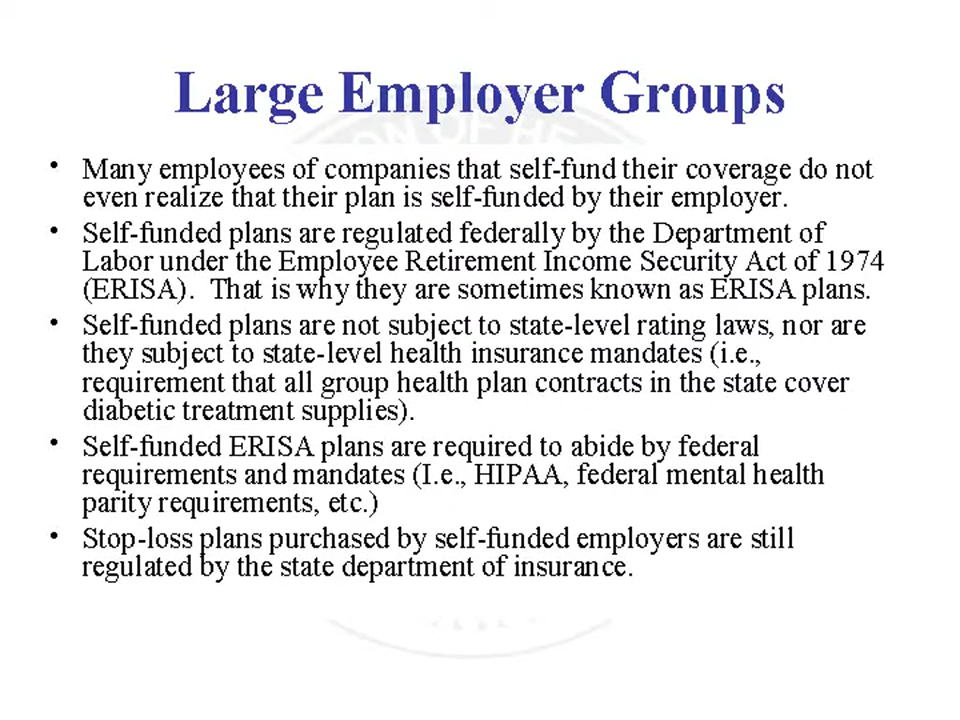 Large Employer Groups
• Many employees of companies that self-fund their coverage do not
even realize that their plan is self-funded by their employer.
• Self-funded plans are regulated federally by the Department of
Labor under the Employee Retirement Income Security Act of 1974
(ERISA).  That is why they are sometimes known as ERISA plans.
• Self-funded plans are not subject to state-level rating laws, nor are
they subject to state-level health insurance mandates (i.e.,
requirement that all group health plan contracts in the state cover
diabetic treatment supplies).
• Self-funded ERISA plans are required to abide by federal
requirements and mandates (I.e., HIPAA, federal mental health
parity requirements, etc.)
• Stop-loss plans purchased by self-funded employers are still
regulated by the state department of insurance.